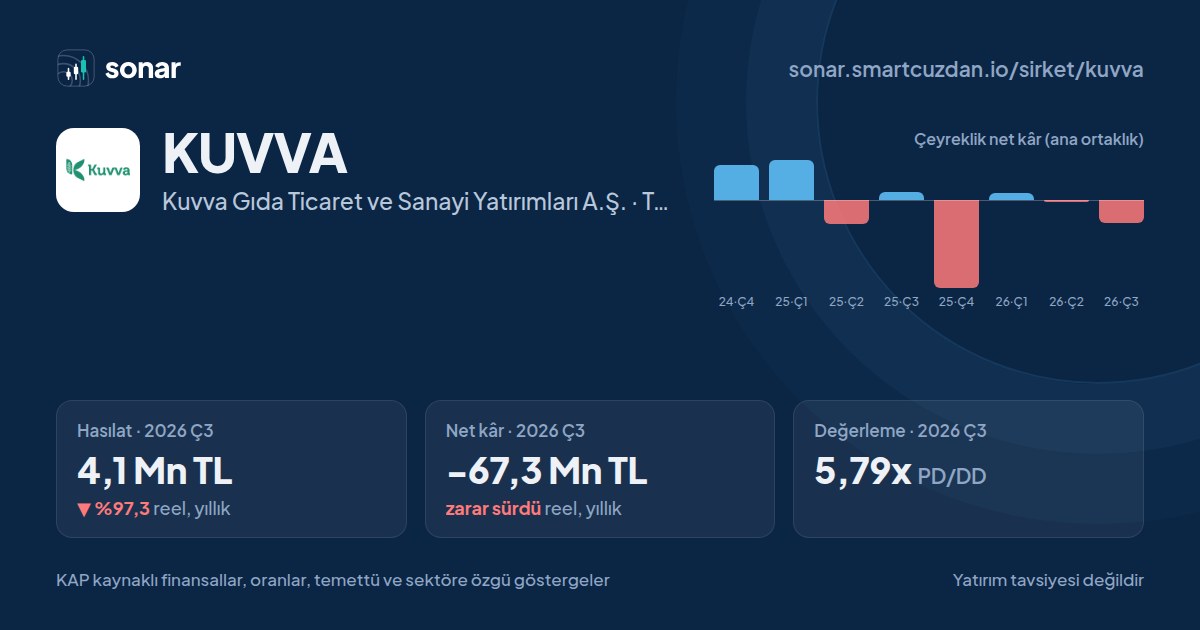 sonar
sonar.smartcuzdan.io/sirket/kuvva
Kuvva
KUVVA
Kuvva Gıda Ticaret ve Sanayi Yatırımları A.Ş. · T…
Çeyreklik net kâr (ana ortaklık)
24·Ç4 25·Ç1 25·Ç2 25·Ç3 25·Ç4 26·Ç1 26·Ç2 26·Ç3
Hasılat · 2026 Ç3
4,1 Mn TL
▼ %97,3 reel, yıllık
Net kâr · 2026 Ç3
−67,3 Mn TL
zarar sürdü reel, yıllık
Değerleme · 2026 Ç3
5,79x PD/DD
KAP kaynaklı finansallar, oranlar, temettü ve sektöre özgü göstergeler
Yatırım tavsiyesi değildir